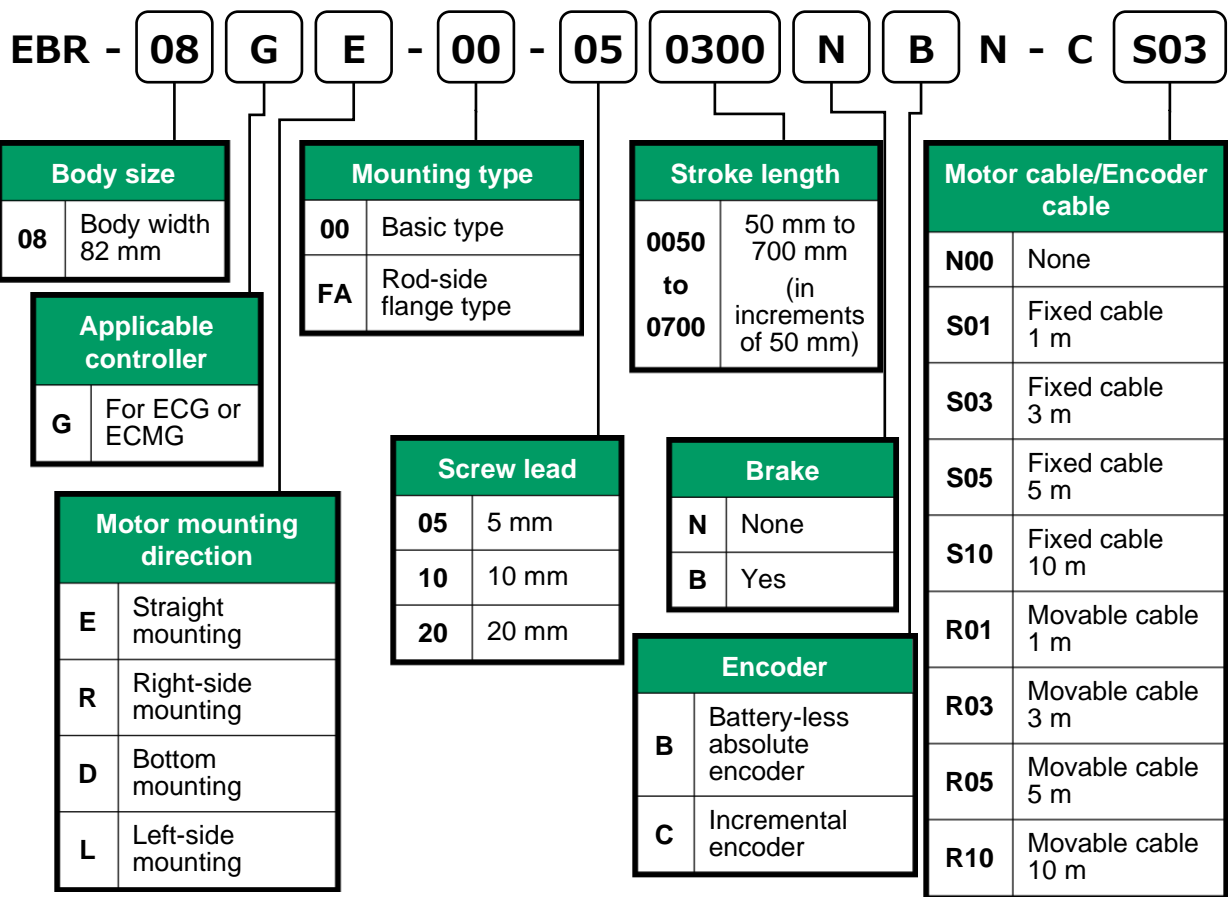 EBR - 08 G E - 00 - 05 0300 N B N - C S03
Body size
08 Body width
82 mm
Applicable
controller
G For ECG or
ECMG
Motor mounting
direction
E Straight
mounting
R Right-side
mounting
D Bottom
mounting
L Left-side
mounting
Mounting type
00 Basic type
FA Rod-side
flange type
Screw lead
05 5 mm
10 10 mm
20 20 mm
Stroke length
0050
to
0700
50 mm to
700 mm
(in
increments
of 50 mm)
Brake
N None
B Yes
Encoder
B Battery-less
absolute
encoder
C Incremental
encoder
Motor cable/Encoder
cable
N00 None
S01 Fixed cable
1 m
S03 Fixed cable
3 m
S05 Fixed cable
5 m
S10 Fixed cable
10 m
R01 Movable cable
1 m
R03 Movable cable
3 m
R05 Movable cable
5 m
R10 Movable cable
10 m